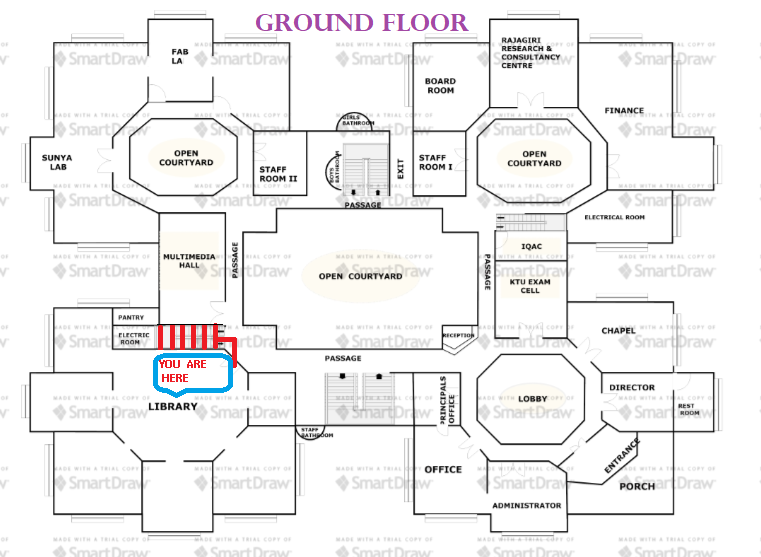 GROUND FLOOR
FAB
LA
RAJAGIRI
RESEARCH &
CONSULTANCY
CENTRE
BOARD
ROOM
FINANCE
GIRLS
BATHROOM
SUNYA
LAB
OPEN
COURTYARD
STAFF
ROOM II
BOYS
BATHROOM
EXIT
STAFF
ROOM I
OPEN
COURTYARD
PASSAGE
ELECTRICAL ROOM
MULTIMEDIA
HALL
PASSAGE
OPEN COURTYARD
PASSAGE
IQAC
KTU EXAM
CELL
PANTRY
ELECTRIC
ROOM
RECEPTION
CHAPEL
YOU ARE
HERE
PASSAGE
LIBRARY
PRINCIPALS
OFFICE
LOBBY
DIRECTOR
REST
ROOM
STAFF
BATHROOM
OFFICE
ENTRANCE
PORCH
ADMINISTRATOR
MADE WITH A TRIAL COPY OF
SmartDraw